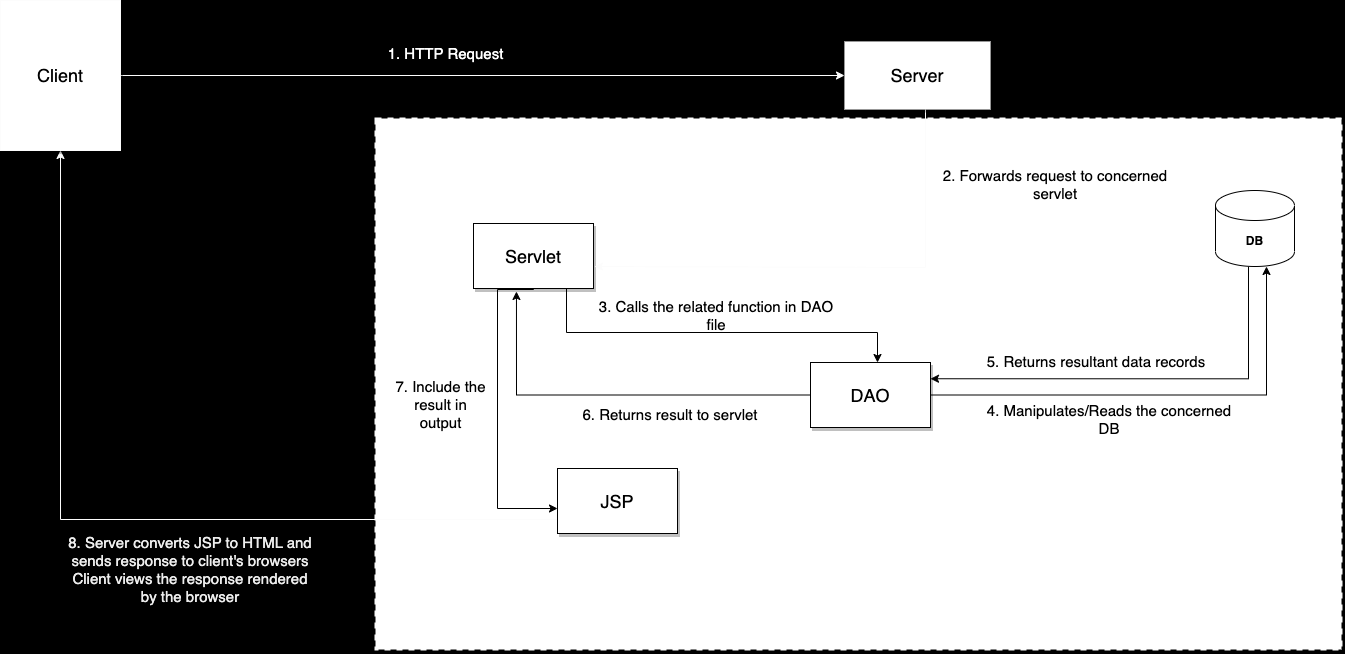 1. HTTP Request
Client
Server
2. Forwards request to concerned
servlet
DB
Servlet
3. Calls the related function in DAO
file
5. Returns resultant data records
7. Include the
result in
output
DAO
6. Returns result to servlet
4. Manipulates/Reads the concerned
DB
JSP
8. Server converts JSP to HTML and
sends response to client's browsers
Client views the response rendered
by the browser